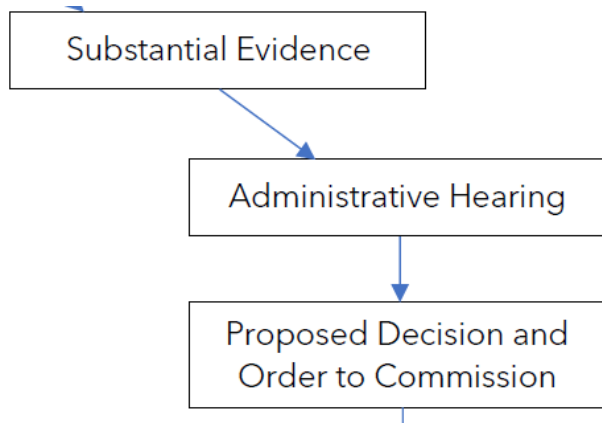 Substantial Evidence
Administrative Hearing
Proposed Decision and
Order to Commission